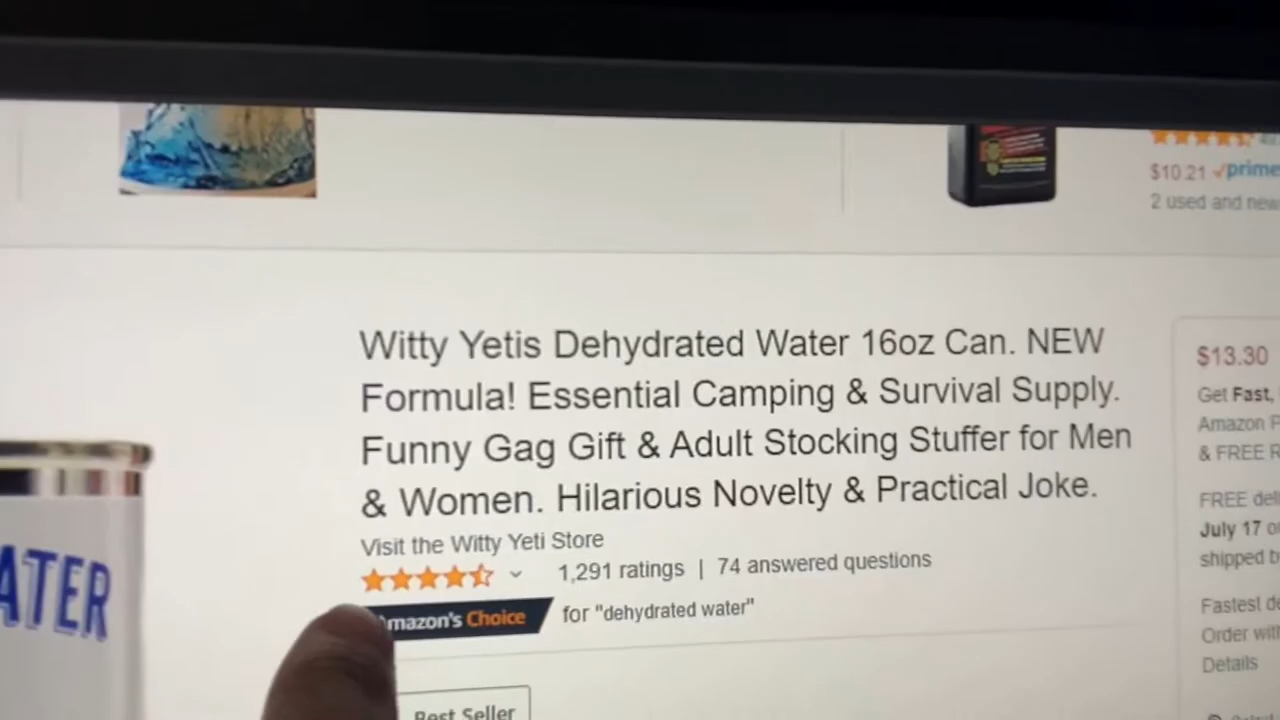 $10.21 prime
2 used and new
Witty Yetis Dehydrated Water 16oz Can. NEW
Formula! Essential Camping & Survival Supply.
Funny Gag Gift & Adult Stocking Stuffer for Men
& Women. Hilarious Novelty & Practical Joke.
Visit the Witty Yeti Store
1,291 ratings | 74 answered questions
mazon's Choice for "dehydrated water"
Best Seller
ATER
$13.30
Get Fast,
Amazon
& FREE
FREE
July 17
shipped
Fastest
Order
Details